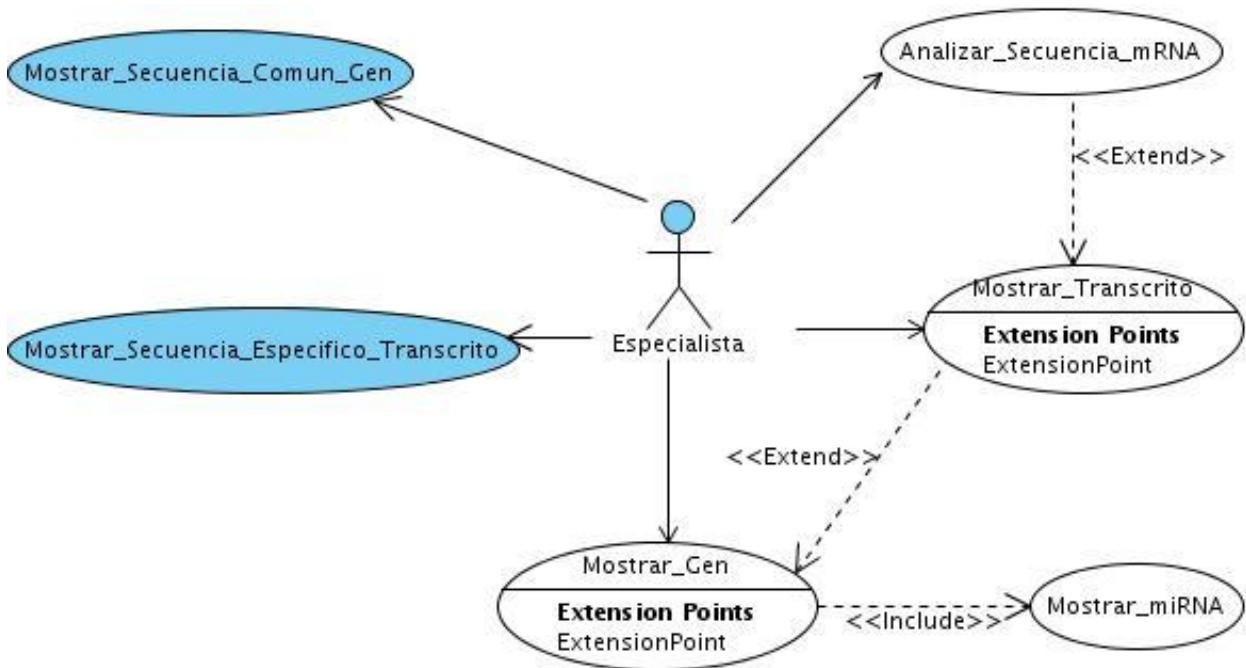 Mostrar_Secuencia_Comun_Gen
Analizar_Secuencia_mRNA
<<Extend>>
Mostrar_Transcrito
Extension Points
ExtensionPoint
Mostrar_Secuencia_Especifico_Transcrito
Especialista
<<Extend>>
Mostrar_Gen
Extension Points
ExtensionPoint
<<Include>>
Mostrar_miRNA